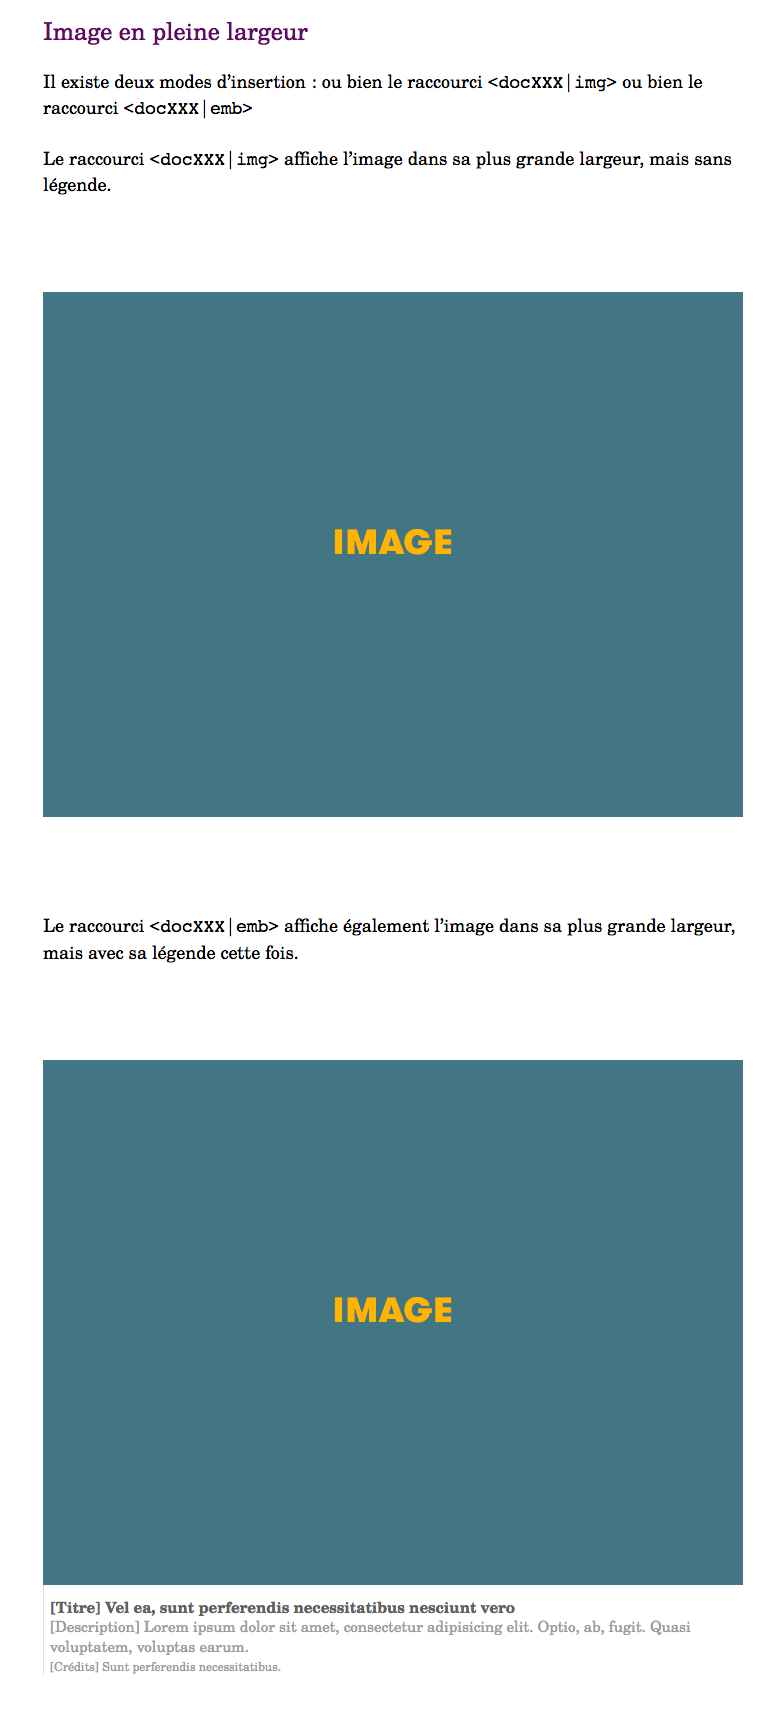 Image en pleine largeur
Il existe deux modes d’insertion : ou bien le raccourci <docXXX|img> ou bien le
raccourci <docXXX|emb>
Le raccourci <docXXX|img> affiche l’image dans sa plus grande largeur, mais sans
légende.
IMAGE
Le raccourci <docXXX|emb> affiche également l’image dans sa plus grande largeur,
mais avec sa légende cette fois.
IMAGE
[Titre] Vel ea, sunt perferendis necessitatibus nesciunt vero
[Description] Lorem ipsum dolor sit amet, consectetur adipisicing elit. Optio, ab, fugit. Quasi
voluptatem, voluptas earum.
[Crédits] Sunt perferendis necessitatibus.